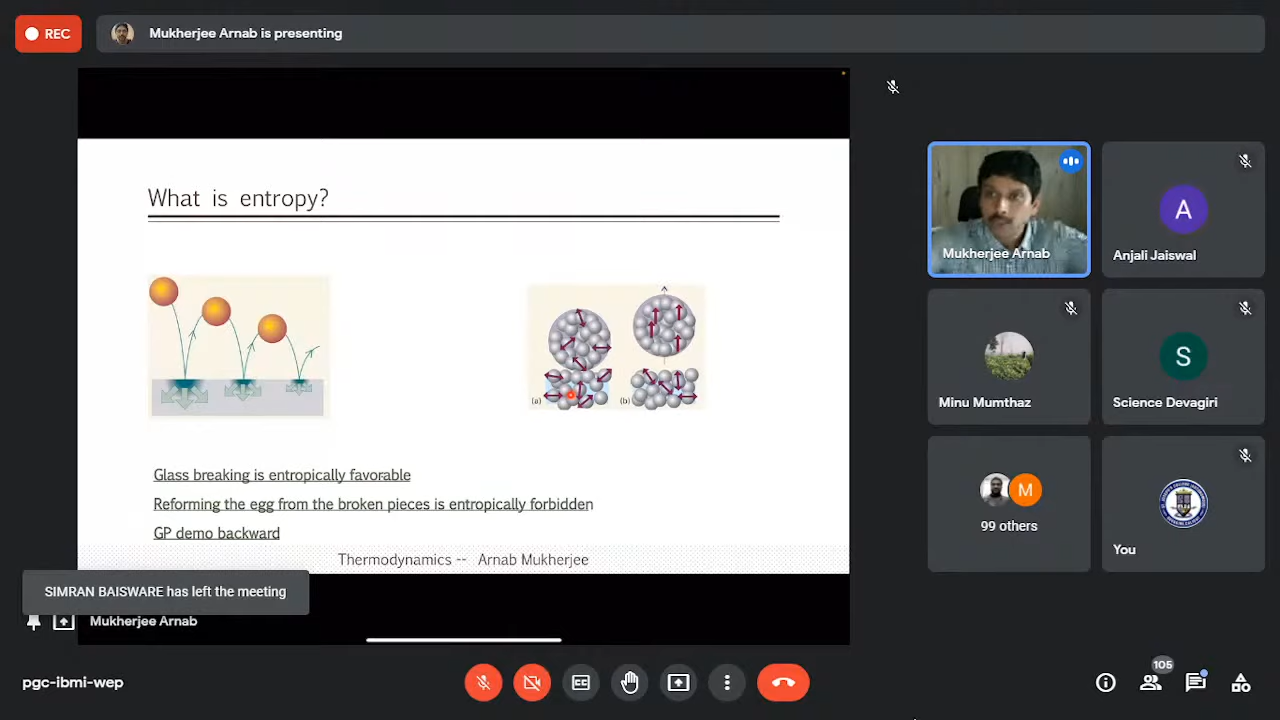 REC
Mukherjee Arnab is presenting
What is entropy?
(a)
(b)
Glass breaking is entropically favorable
Reforming the egg from the broken pieces is entropically forbidden
GP demo backward
Thermodynamics -- Arnab Mukherjee
SIMRAN BAISWARE has left the meeting
Mukherjee Arnab
Mukherjee Arnab
A
Anjali Jaiswal
Minu Mumthaz
S
Science Devagiri
M
99 others
You
pgc-ibmi-wep
CC
105